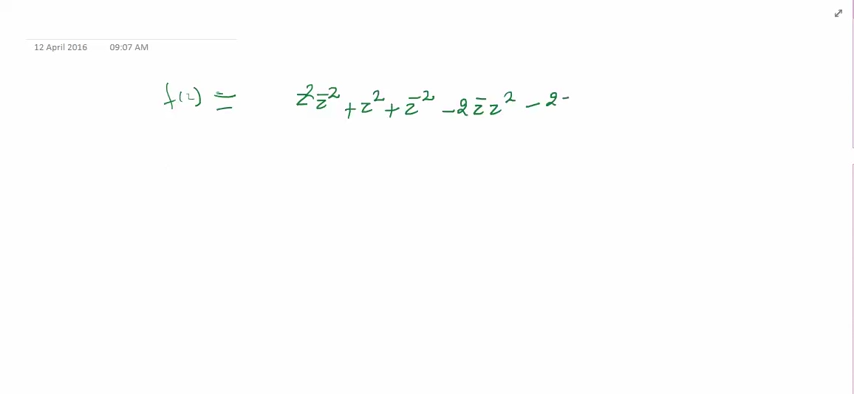 12 April 2016 09:07 AM
f(z) = z²z̄² + z² + z̄² - 2z̄z² - 2